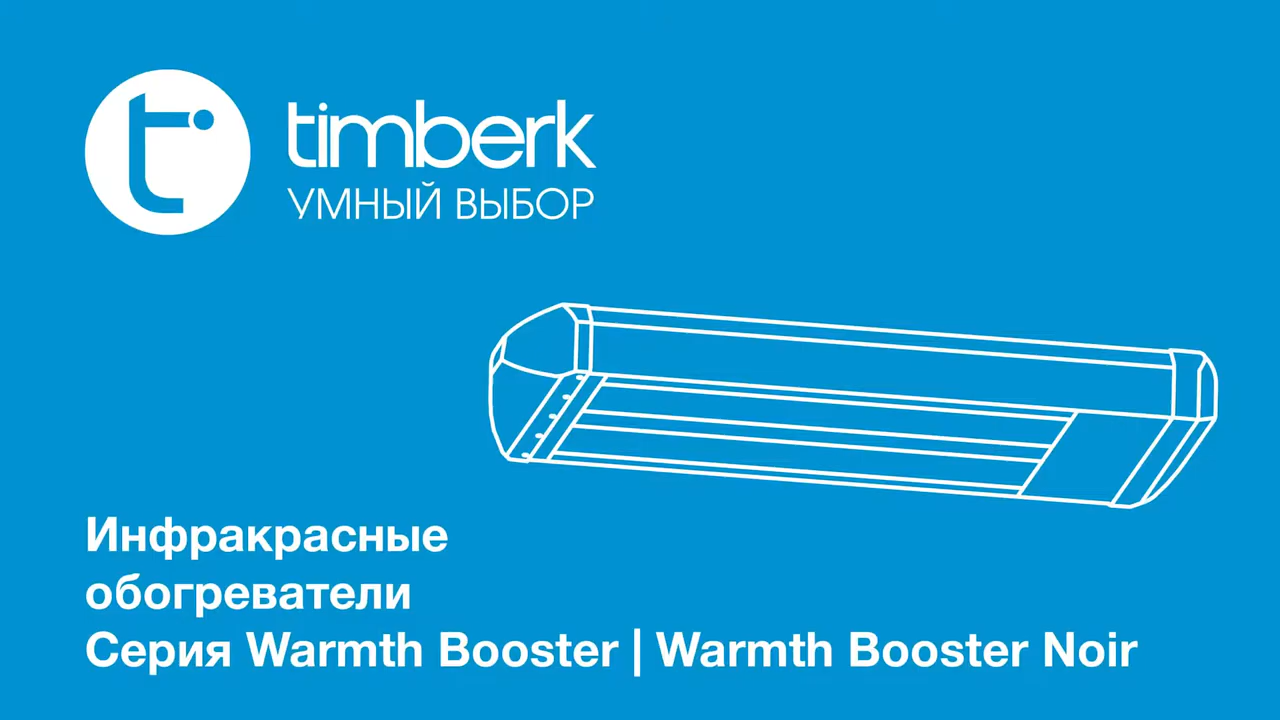 timberk
УМНЫЙ ВЫБОР
Инфракрасные
обогреватели
Серия Warmth Booster | Warmth Booster Noir